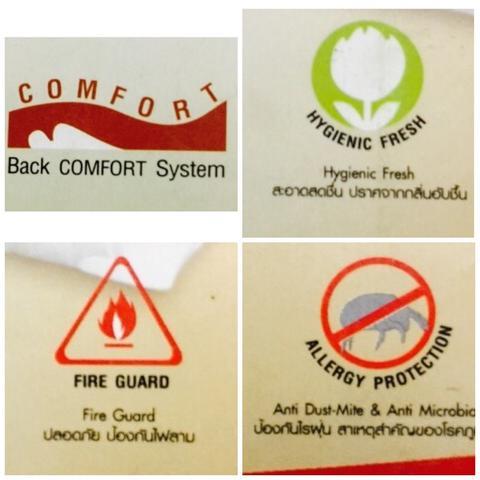 COMFORT
Back COMFORT System
HYGIENIC FRESH
Hygienic Fresh
สะอาดสดชื่น ปราศจากกลิ่นอับชื้น
FIRE GUARD
Fire Guard
ปลอดภัย ป้องกันไฟลาม
ALLERGY PROTECTION
Anti Dust-Mite & Anti Microbia
ป้องกันไรฝุ่น สาเหตุสำคัญของโรคภู